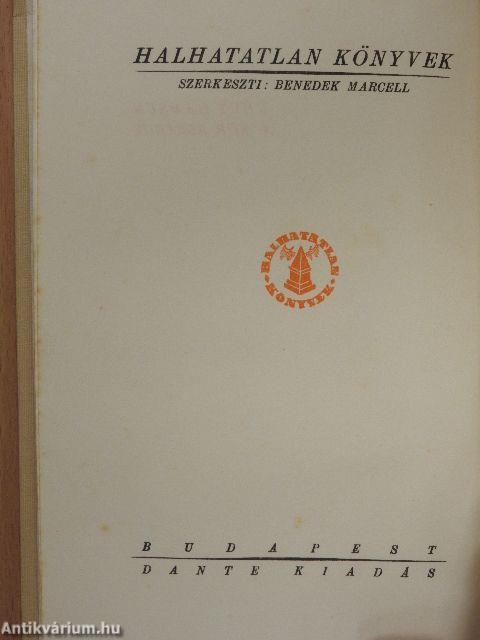 HALHATATLAN KÖNYVEK
SZERKESZTI: BENEDEK MARCELL
HALHATATLAN
KÖNYVEK
BUDAPEST
DANTE KIADÁS
Antikvárium.hu